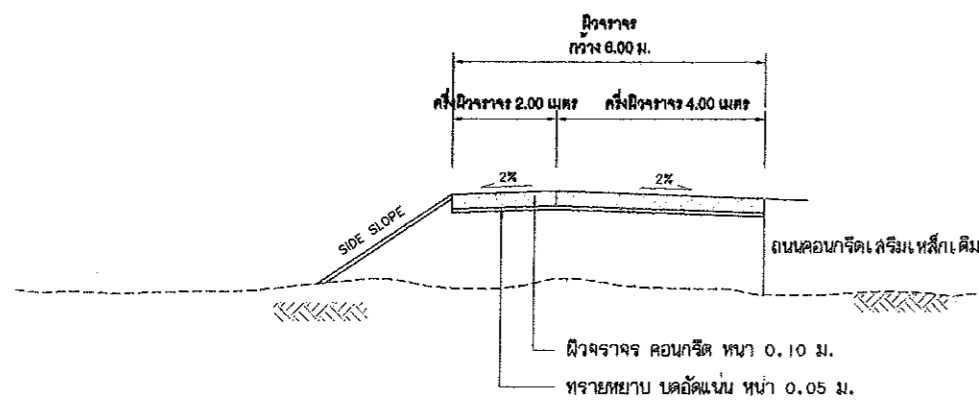 ผิวจราจร
กว้าง 6.00 ม.
ครึ่งผิวจราจร 2.00 เมตร
ครึ่งผิวจราจร 4.00 เมตร
2%
2%
SIDE SLOPE
ถนนคอนกรีตเสริมเหล็กเดิม
ผิวจราจร คอนกรีต หนา 0.10 ม.
ทรายหยาบ บดอัดแน่น หนา 0.05 ม.